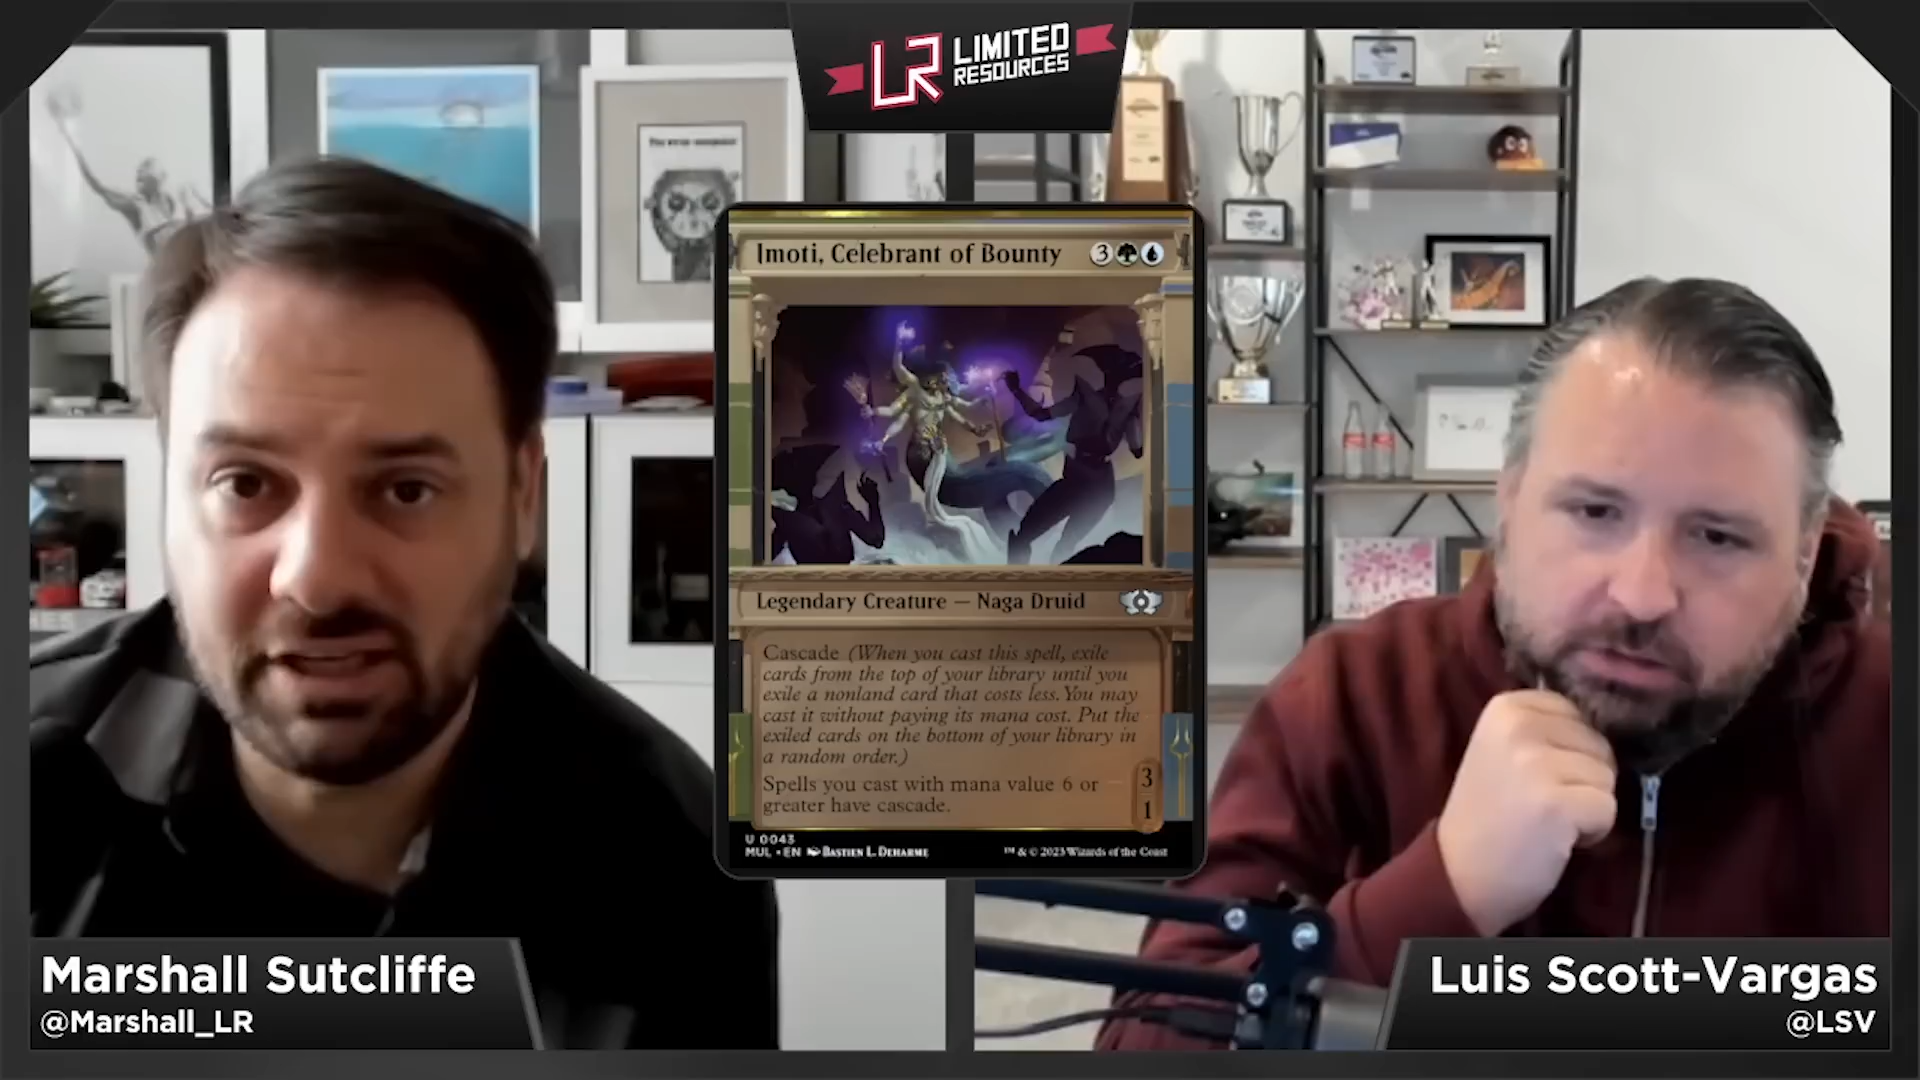 LR LIMITED
RESOURCES
Imoti, Celebrant of Bounty 3
Legendary Creature — Naga Druid
Cascade (When you cast this spell, exile
cards from the top of your library until you
exile a nonland card that costs less. You may
cast it without paying its mana cost. Put the
exiled cards on the bottom of your library in
a random order.)
Spells you cast with mana value 6 or
greater have cascade.
3
1
U 0043
MUL • EN BASTIEN L. DEHARME
™ & © 2023 Wizards of the Coast
Marshall Sutcliffe
@Marshall_LR
Luis Scott-Vargas
@LSV